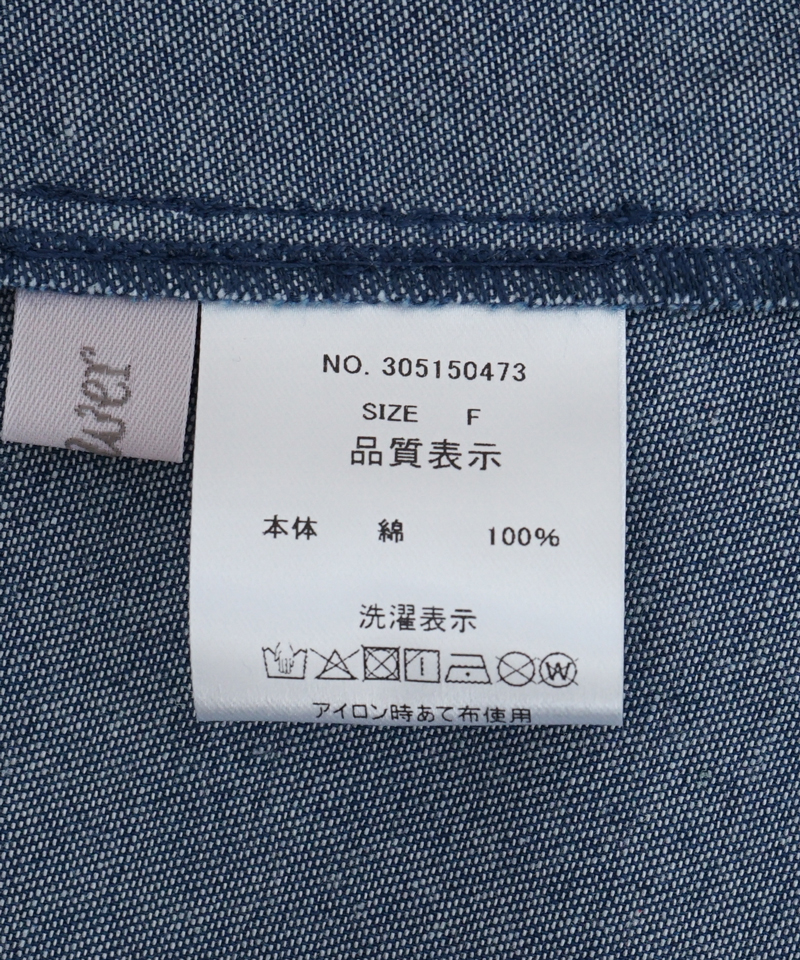 NO. 305150473
SIZE F
品質表示
本体 綿 100%
洗濯表示
W
アイロン時あて布使用